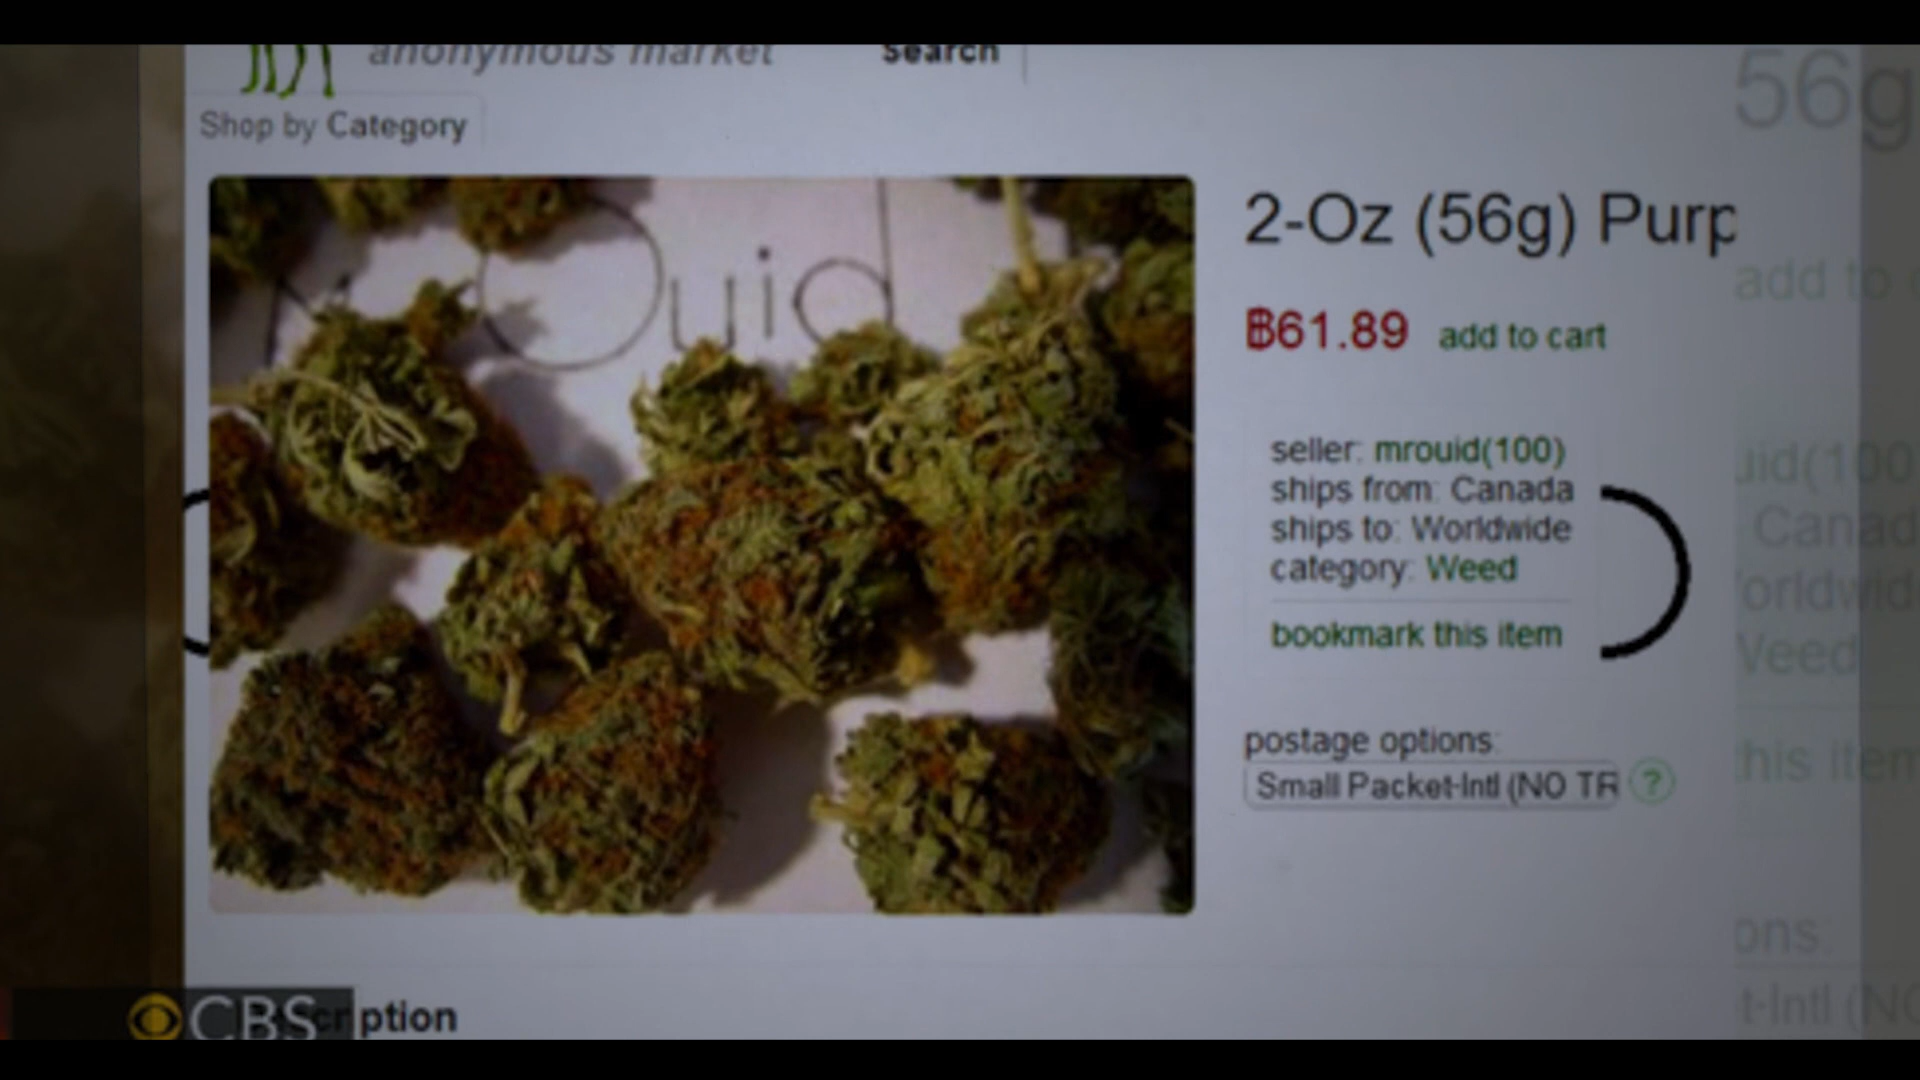 anonymous market
Search
Shop by Category
Ouid
2-Oz (56g) Purp
฿61.89 add to cart
seller: mrouid(100)
ships from: Canada
ships to: Worldwide
category: Weed
bookmark this item
postage options:
Small Packet-Intl (NO TR
?
ption
CBS
56g
add to
uid(100
Canad
orldwid
Weed
his item
ons:
t-Intl (NO